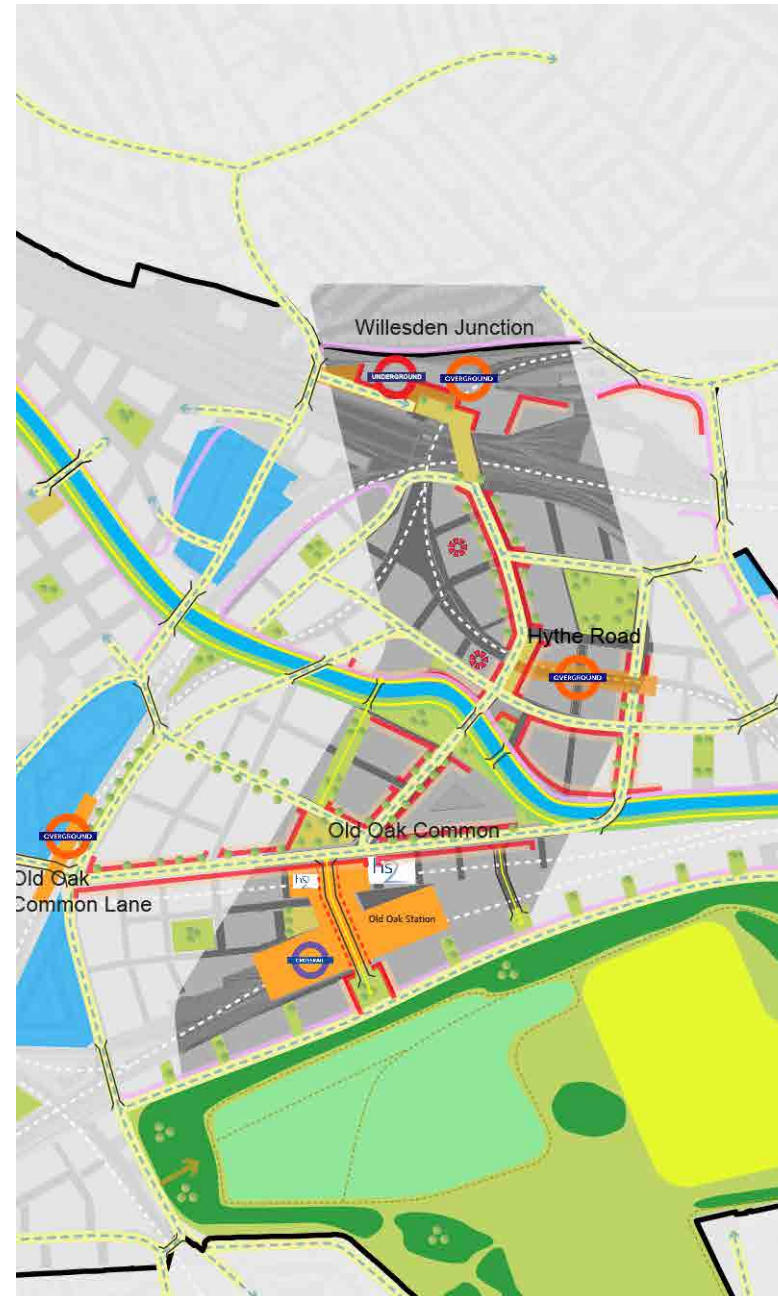 Willesden Junction
UNDERGROUND
OVERGROUND
Hythe Road
OVERGROUND
OVERGROUND
Old Oak Common
Old Oak
Common Lane
hs2
hs2
Old Oak Station
CROSSRAIL